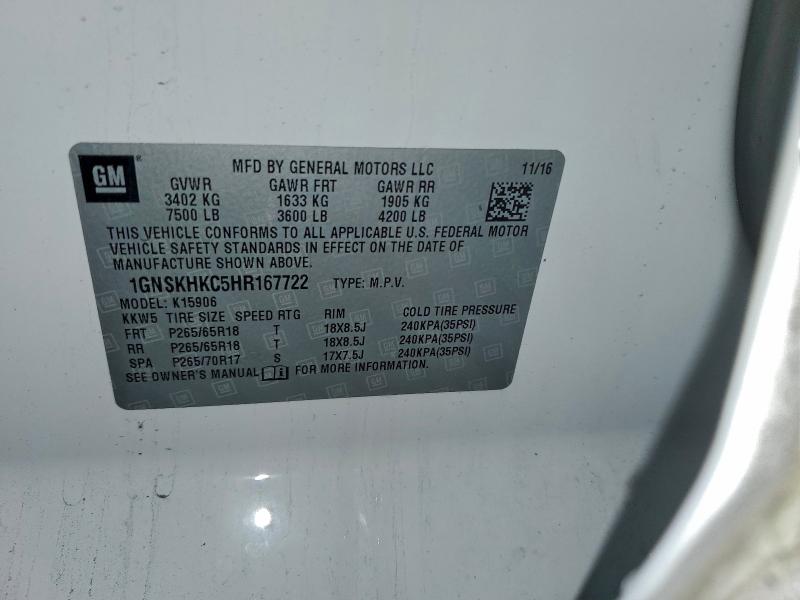 GM ®
MFD BY GENERAL MOTORS LLC 11/16
GVWR GAWR FRT GAWR RR
3402 KG 1633 KG 1905 KG
7500 LB 3600 LB 4200 LB
THIS VEHICLE CONFORMS TO ALL APPLICABLE U.S. FEDERAL MOTOR
VEHICLE SAFETY STANDARDS IN EFFECT ON THE DATE OF
MANUFACTURE SHOWN ABOVE.
1GNSKHKC5HR167722 TYPE: M.P.V.
MODEL: K15906
KKW5 TIRE SIZE SPEED RTG RIM COLD TIRE PRESSURE
FRT P265/65R18 T 18X8.5J 240KPA(35PSI)
RR P265/65R18 T 18X8.5J 240KPA(35PSI)
SPA P265/70R17 S 17X7.5J 240KPA(35PSI)
SEE OWNER'S MANUAL FOR MORE INFORMATION.